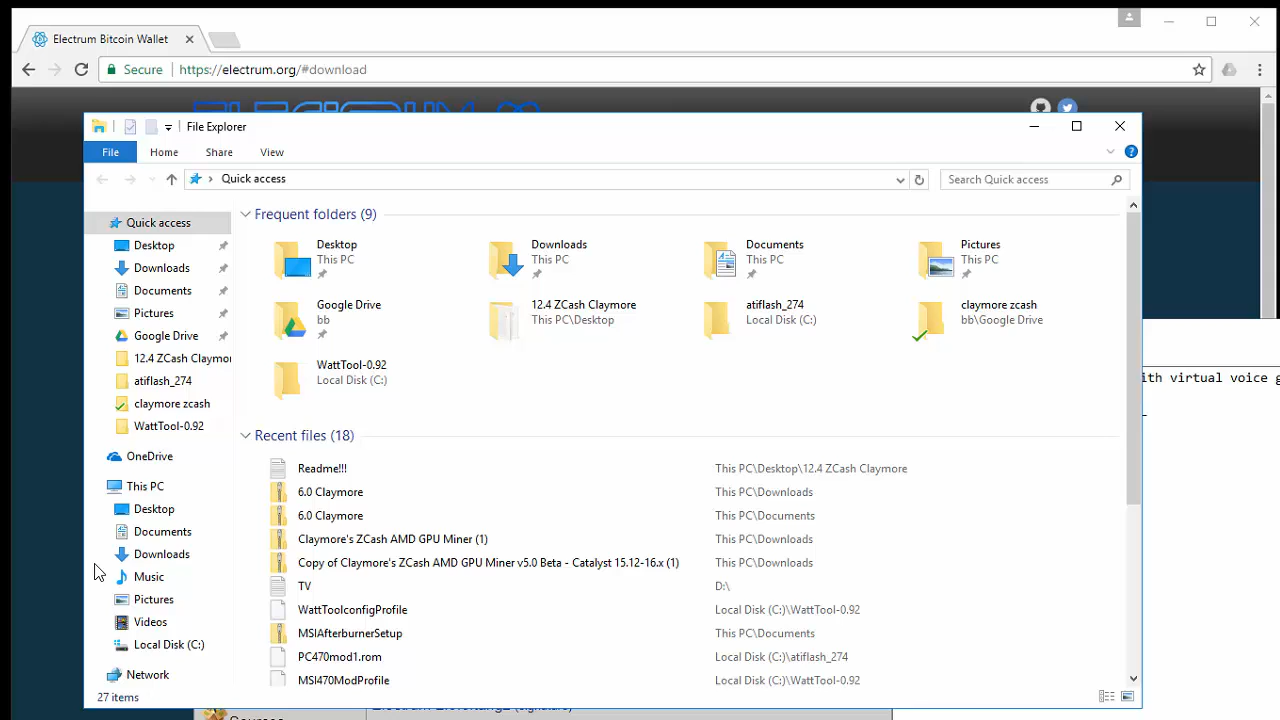 Electrum Bitcoin Wallet
Secure https://electrum.org/#download
File Explorer
File Home Share View
Quick access
Search Quick access
Quick access
Desktop
Downloads
Documents
Pictures
Google Drive
12.4 ZCash Claymor
atiflash_274
claymore zcash
WattTool-0.92
OneDrive
This PC
Desktop
Documents
Downloads
Music
Pictures
Videos
Local Disk (C:)
Network
Frequent folders (9)
Desktop
This PC
Downloads
This PC
Documents
This PC
Pictures
This PC
Google Drive
bb
12.4 ZCash Claymore
This PC\Desktop
atiflash_274
Local Disk (C:)
claymore zcash
bb\Google Drive
WattTool-0.92
Local Disk (C:)
Recent files (18)
Readme!!! This PC\Desktop\12.4 ZCash Claymore
6.0 Claymore This PC\Downloads
6.0 Claymore This PC\Documents
Claymore's ZCash AMD GPU Miner (1) This PC\Downloads
Copy of Claymore's ZCash AMD GPU Miner v5.0 Beta - Catalyst 15.12-16.x (1) This PC\Downloads
TV D:\
WattToolconfigProfile Local Disk (C:)\WattTool-0.92
MSIAfterburnerSetup This PC\Documents
PC470mod1.rom Local Disk (C:)\atiflash_274
MSI470ModProfile Local Disk (C:)\WattTool-0.92
27 items
ith virtual voice g